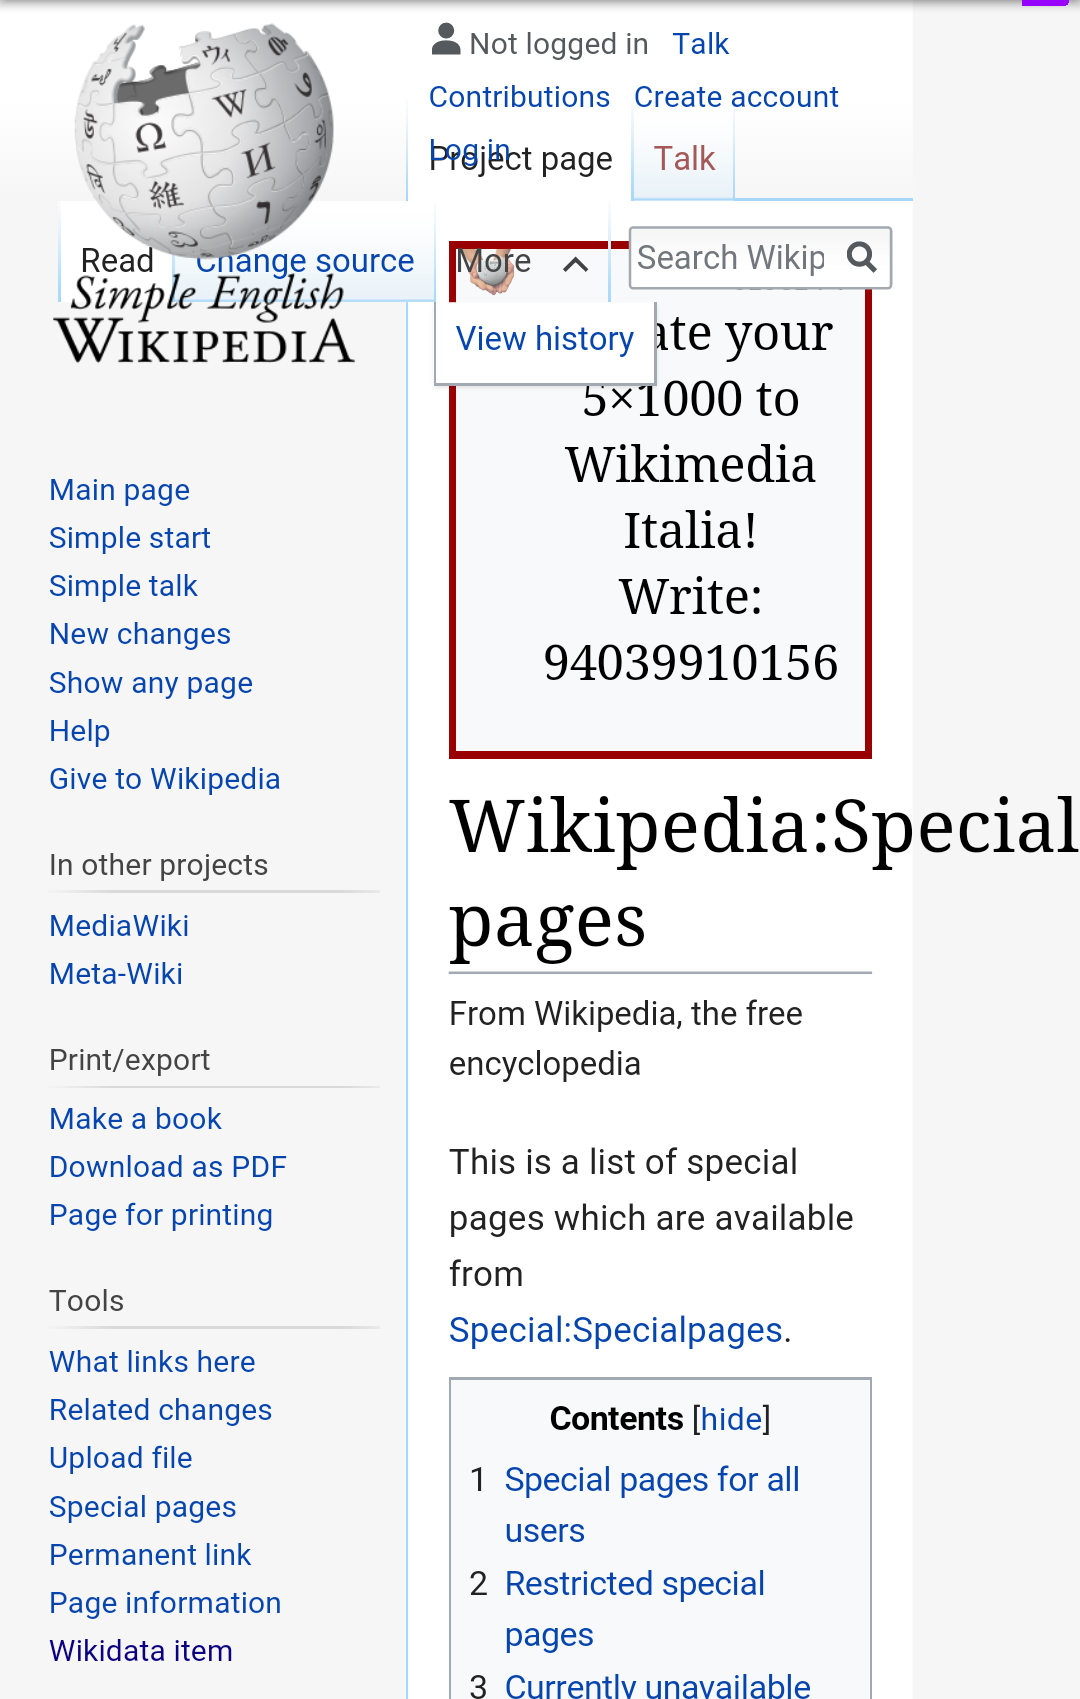 Not logged in Talk
Contributions Create account
Log in
Project page Talk
Read Change source More
Search Wikip
View history
Simple English
WIKIPEDIA
ate your
5×1000 to
Wikimedia
Italia!
Write:
94039910156
Main page
Simple start
Simple talk
New changes
Show any page
Help
Give to Wikipedia
In other projects
MediaWiki
Meta-Wiki
Print/export
Make a book
Download as PDF
Page for printing
Tools
What links here
Related changes
Upload file
Special pages
Permanent link
Page information
Wikidata item
Wikipedia:Special
pages
From Wikipedia, the free
encyclopedia
This is a list of special
pages which are available
from
Special:Specialpages.
Contents [hide]
1 Special pages for all
users
2 Restricted special
pages
3 Currently unavailable